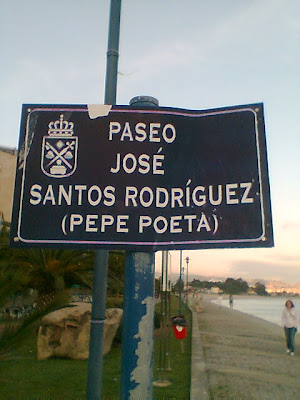 PASEO
JOSÉ
SANTOS RODRÍGUEZ
(PEPE POETA)